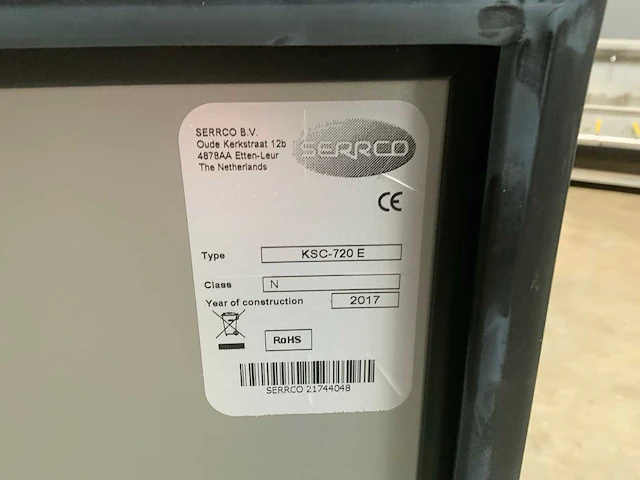 SERRCO B.V.
Oude Kerkstraat 12b
4878AA Etten-Leur
The Netherlands
SERRCO
CE
Type KSC-720 E
Class N
Year of construction 2017
RoHS
SERRCO 21744048